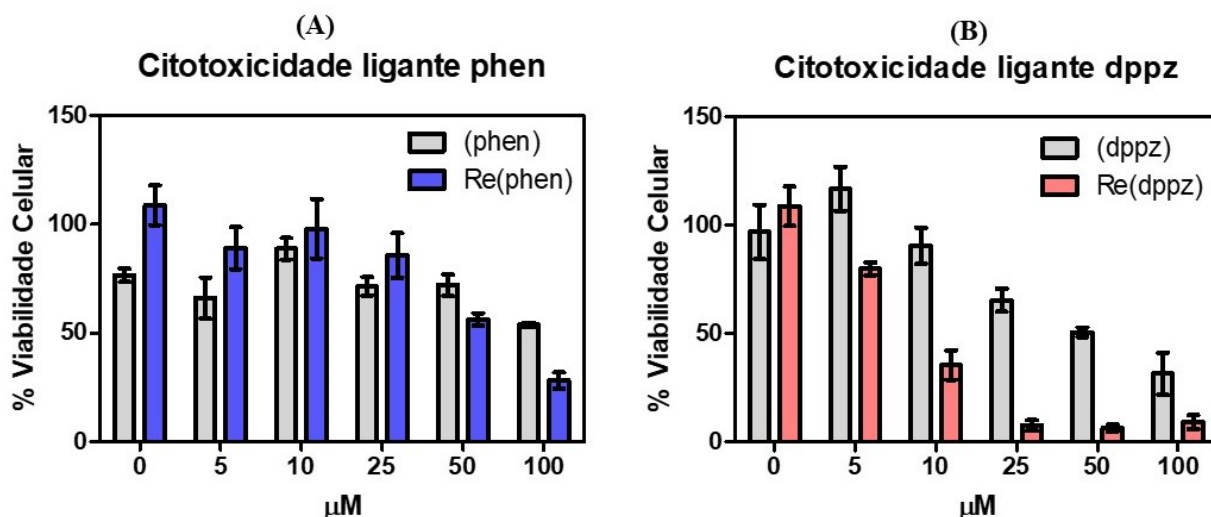 (A)
Citotoxicidade ligante phen
% Viabilidade Celular
150
100
50
0
(phen)
Re(phen)
0 5 10 25 50 100
µM
(B)
Citotoxicidade ligante dppz
% Viabilidade Celular
150
100
50
0
(dppz)
Re(dppz)
0 5 10 25 50 100
µM